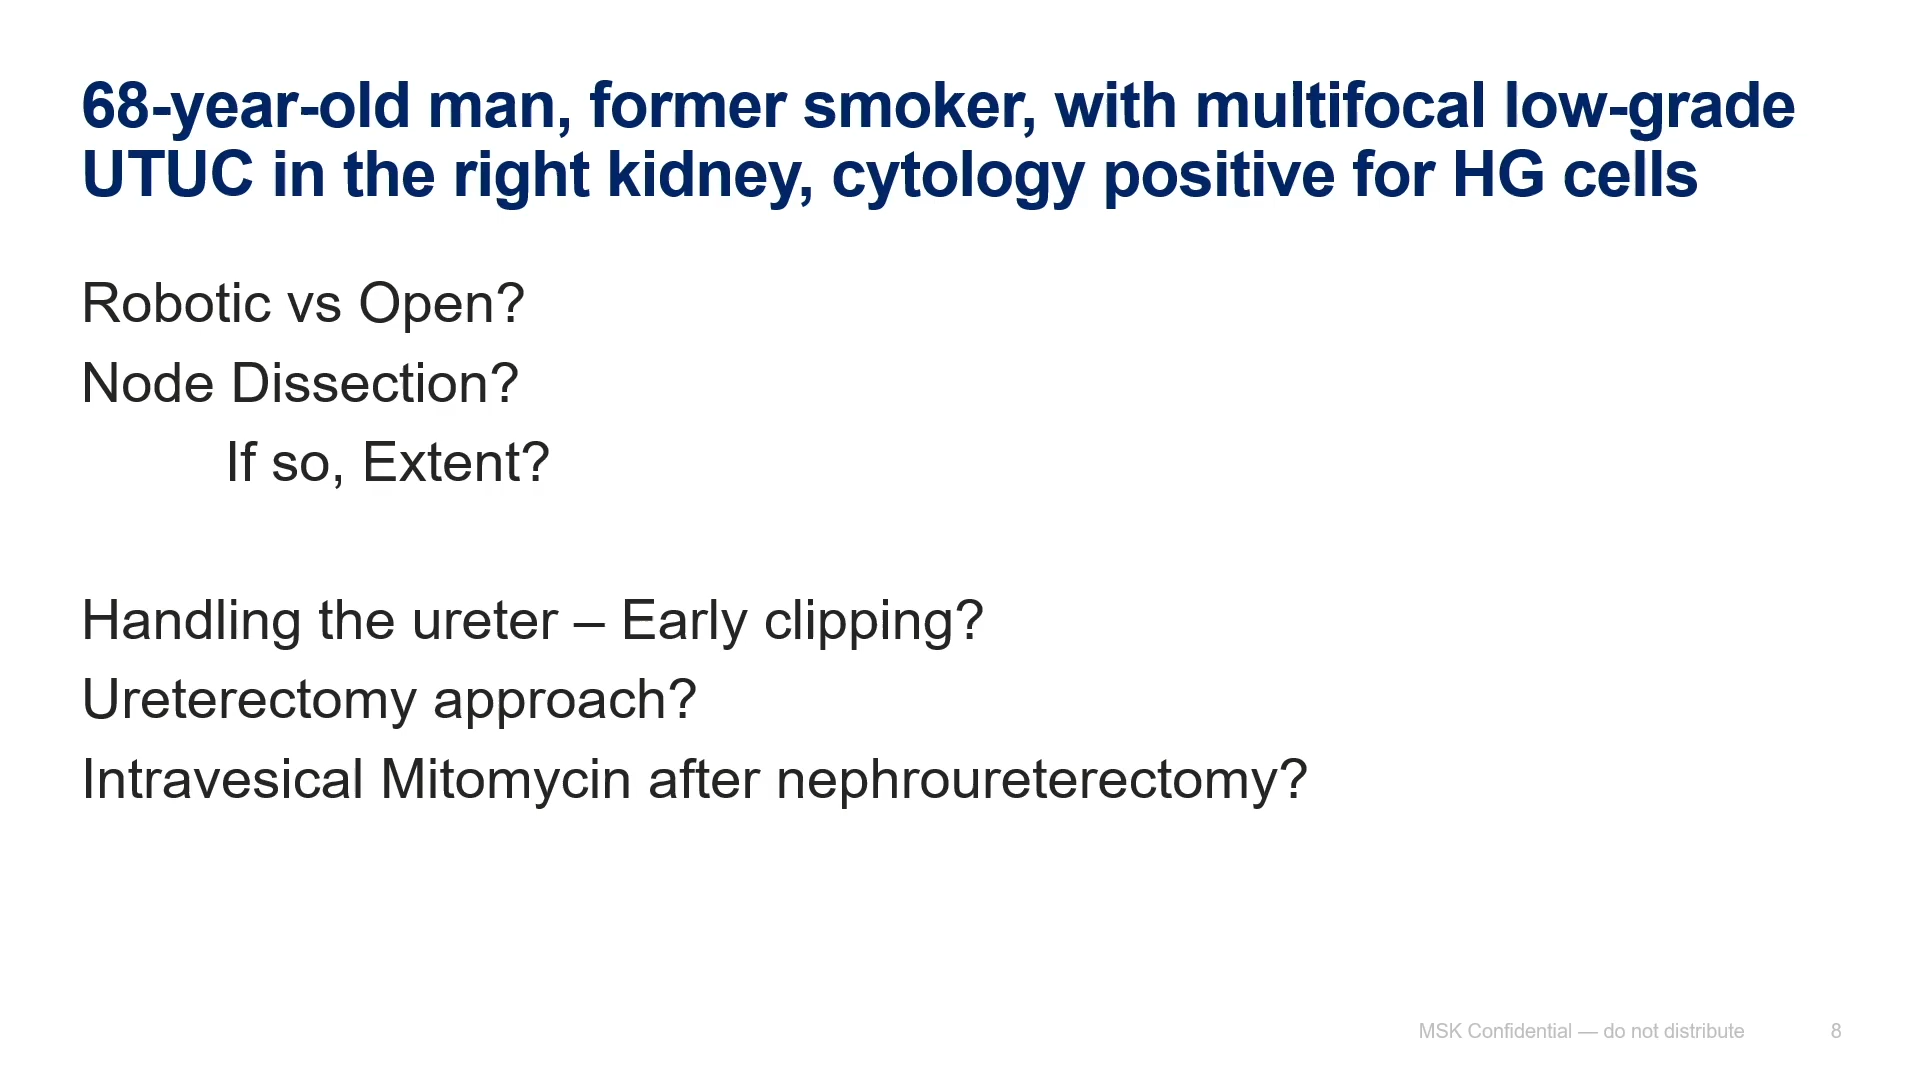 68-year-old man, former smoker, with multifocal low-grade
UTUC in the right kidney, cytology positive for HG cells
Robotic vs Open?
Node Dissection?
If so, Extent?
Handling the ureter – Early clipping?
Ureterectomy approach?
Intravesical Mitomycin after nephroureterectomy?
MSK Confidential — do not distribute 8